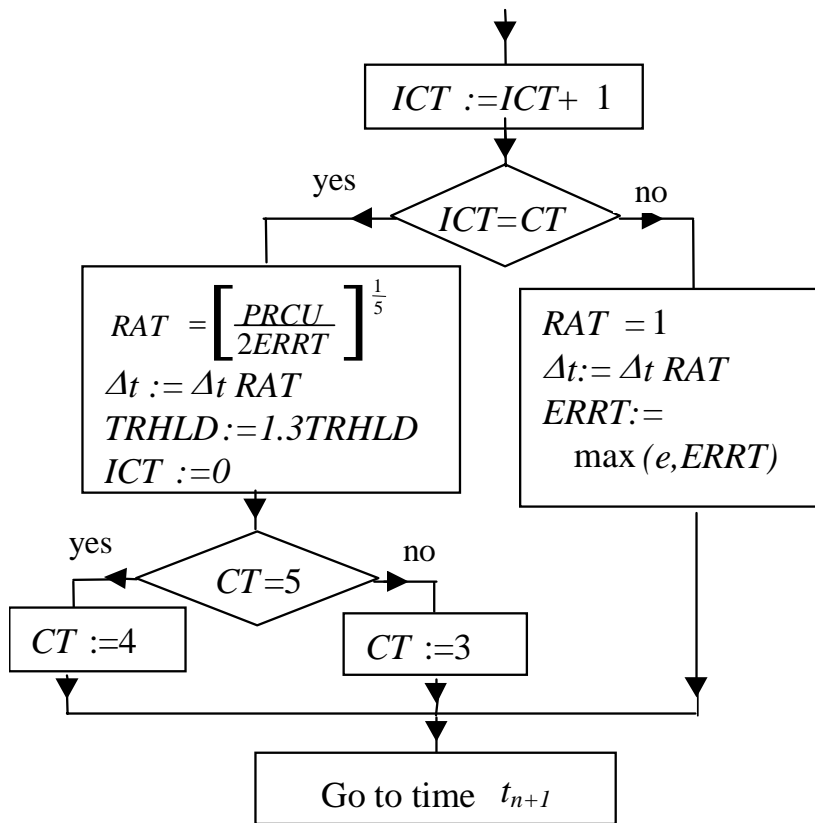 ICT :=ICT+ 1
yes
no
ICT=CT
RAT = [PRCU / 2ERRT]^(1/5)
Δt := Δt RAT
TRHLD:=1.3TRHLD
ICT :=0
RAT = 1
Δt:= Δt RAT
ERRT:=
max (e,ERRT)
yes
no
CT=5
CT :=4
CT :=3
Go to time t_{n+1}